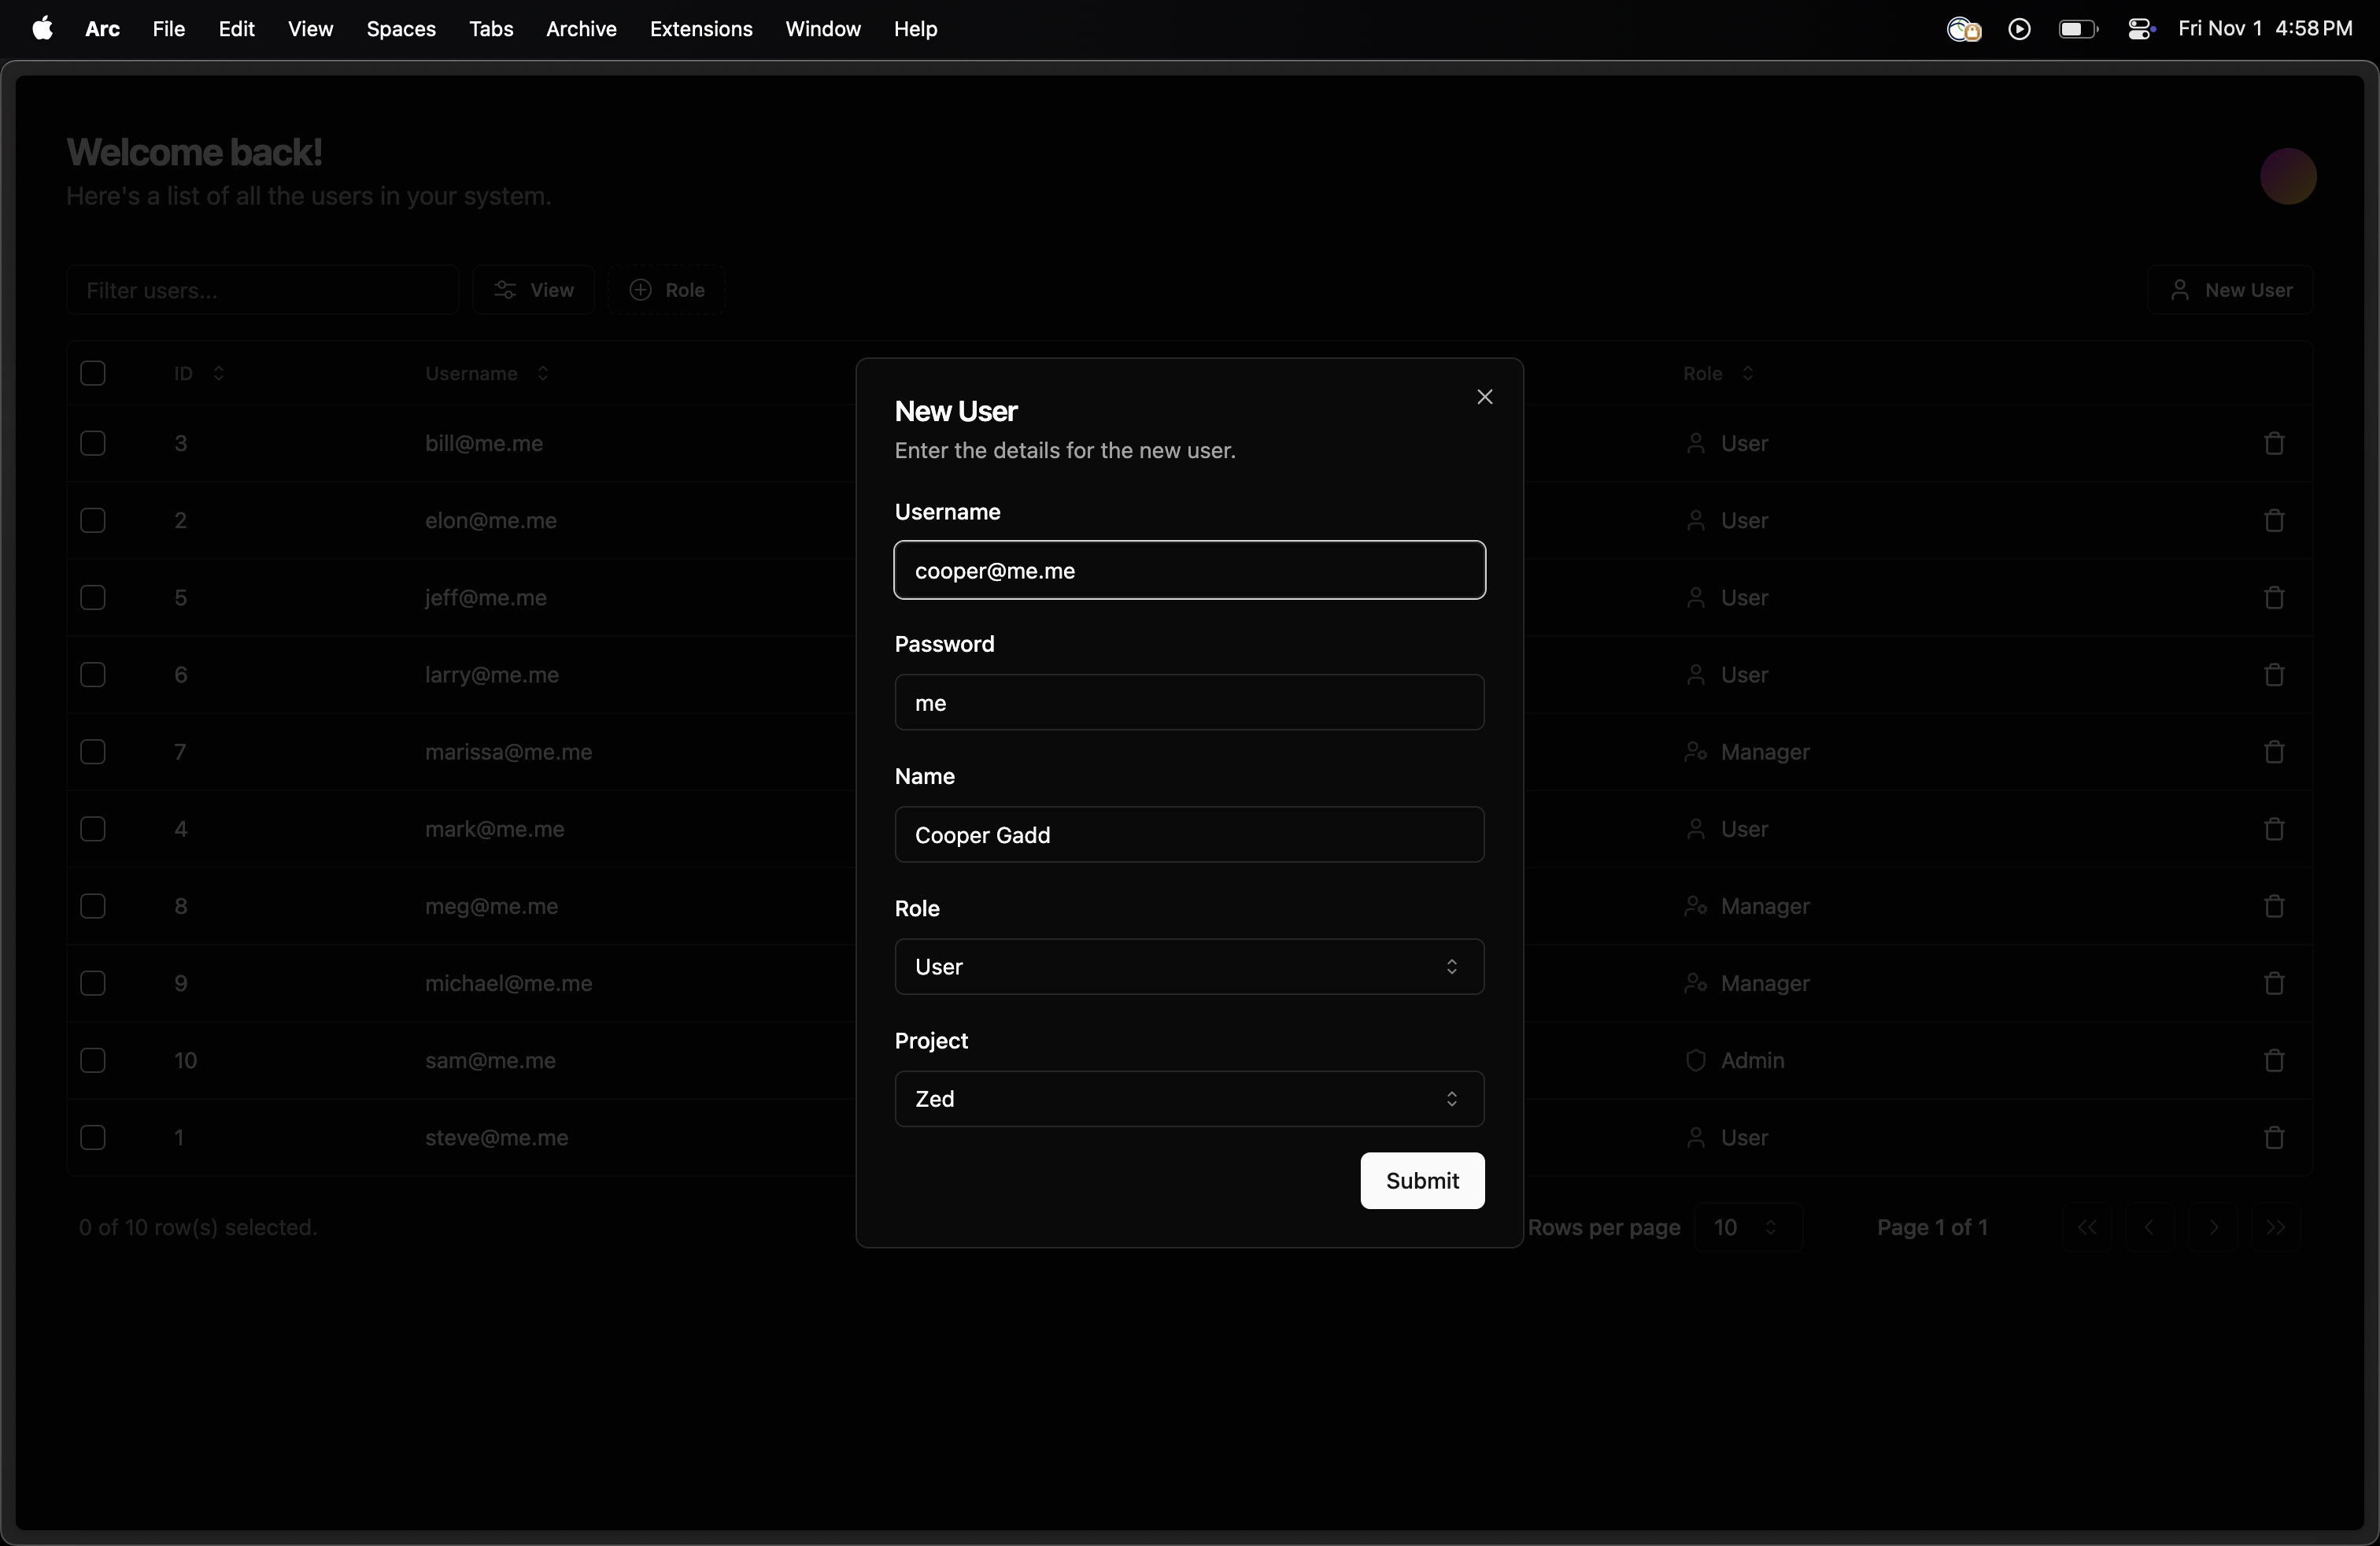 Arc File Edit View Spaces Tabs Archive Extensions Window Help Fri Nov 1 4:58 PM
Welcome back!
Here's a list of all the users in your system.
Filter users... View Role New User
ID Username Role
3 bill@me.me User
2 elon@me.me User
5 jeff@me.me User
6 larry@me.me User
7 marissa@me.me Manager
4 mark@me.me User
8 meg@me.me Manager
9 michael@me.me Manager
10 sam@me.me Admin
1 steve@me.me User
0 of 10 row(s) selected. Rows per page 10 Page 1 of 1
New User
Enter the details for the new user.
Username
cooper@me.me
Password
me
Name
Cooper Gadd
Role
User
Project
Zed
Submit